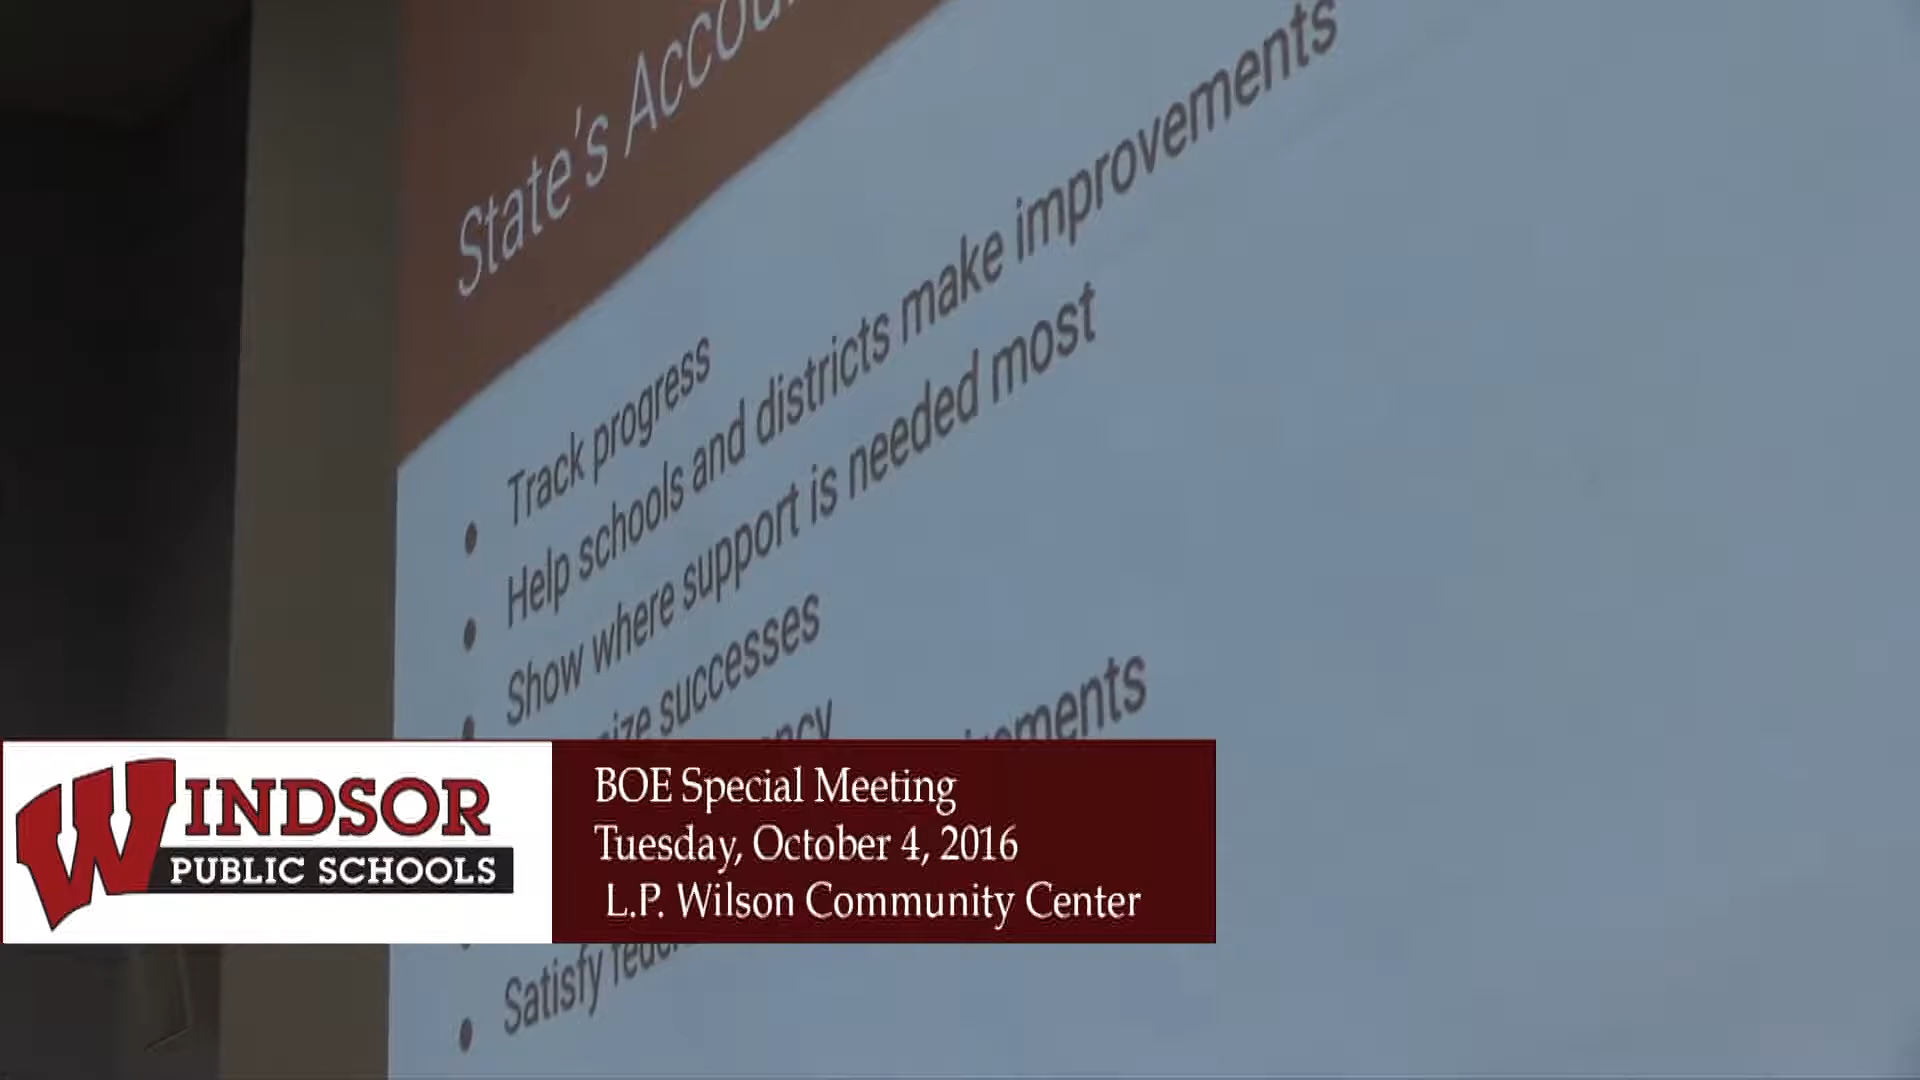 State's
Track progress
Help schools and districts make improvements
Show where support is needed most
successes
Satisfy
WINDSOR
PUBLIC SCHOOLS
BOE Special Meeting
Tuesday, October 4, 2016
L.P. Wilson Community Center